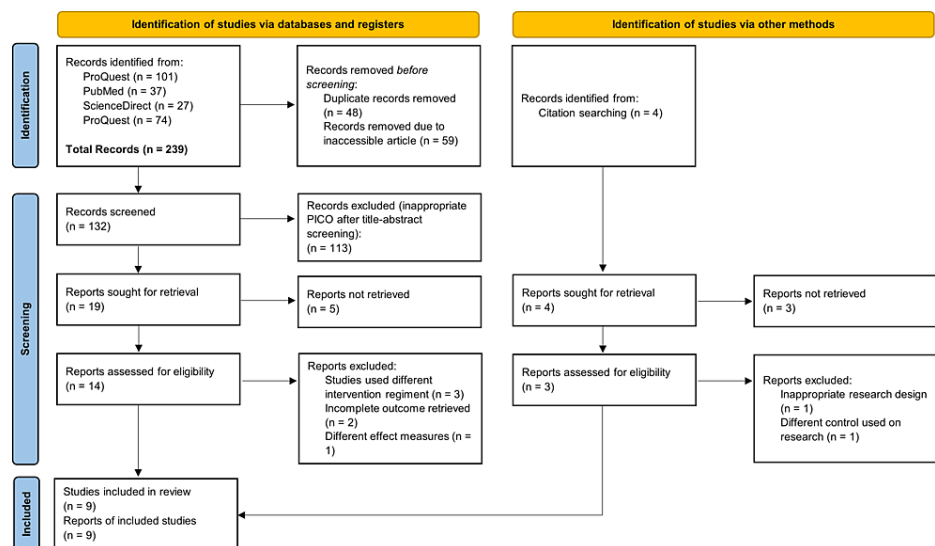 Identification of studies via databases and registers
Identification of studies via other methods
Identification
Records identified from:
ProQuest (n = 101)
PubMed (n = 37)
ScienceDirect (n = 27)
ProQuest (n = 74)
Total Records (n = 239)
Records removed before
screening:
Duplicate records removed
(n = 48)
Records removed due to
inaccessible article (n = 59)
Records identified from:
Citation searching (n = 4)
Screening
Records screened
(n = 132)
Records excluded (inappropriate
PICO after title-abstract
screening):
(n = 113)
Reports sought for retrieval
(n = 19)
Reports not retrieved
(n = 5)
Reports sought for retrieval
(n = 4)
Reports not retrieved
(n = 3)
Reports assessed for eligibility
(n = 14)
Reports excluded:
Studies used different
intervention regiment (n = 3)
Incomplete outcome retrieved
(n = 2)
Different effect measures (n =
1)
Reports assessed for eligibility
(n = 3)
Reports excluded:
Inappropriate research design
(n = 1)
Different control used on
research (n = 1)
Included
Studies included in review
(n = 9)
Reports of included studies
(n = 9)